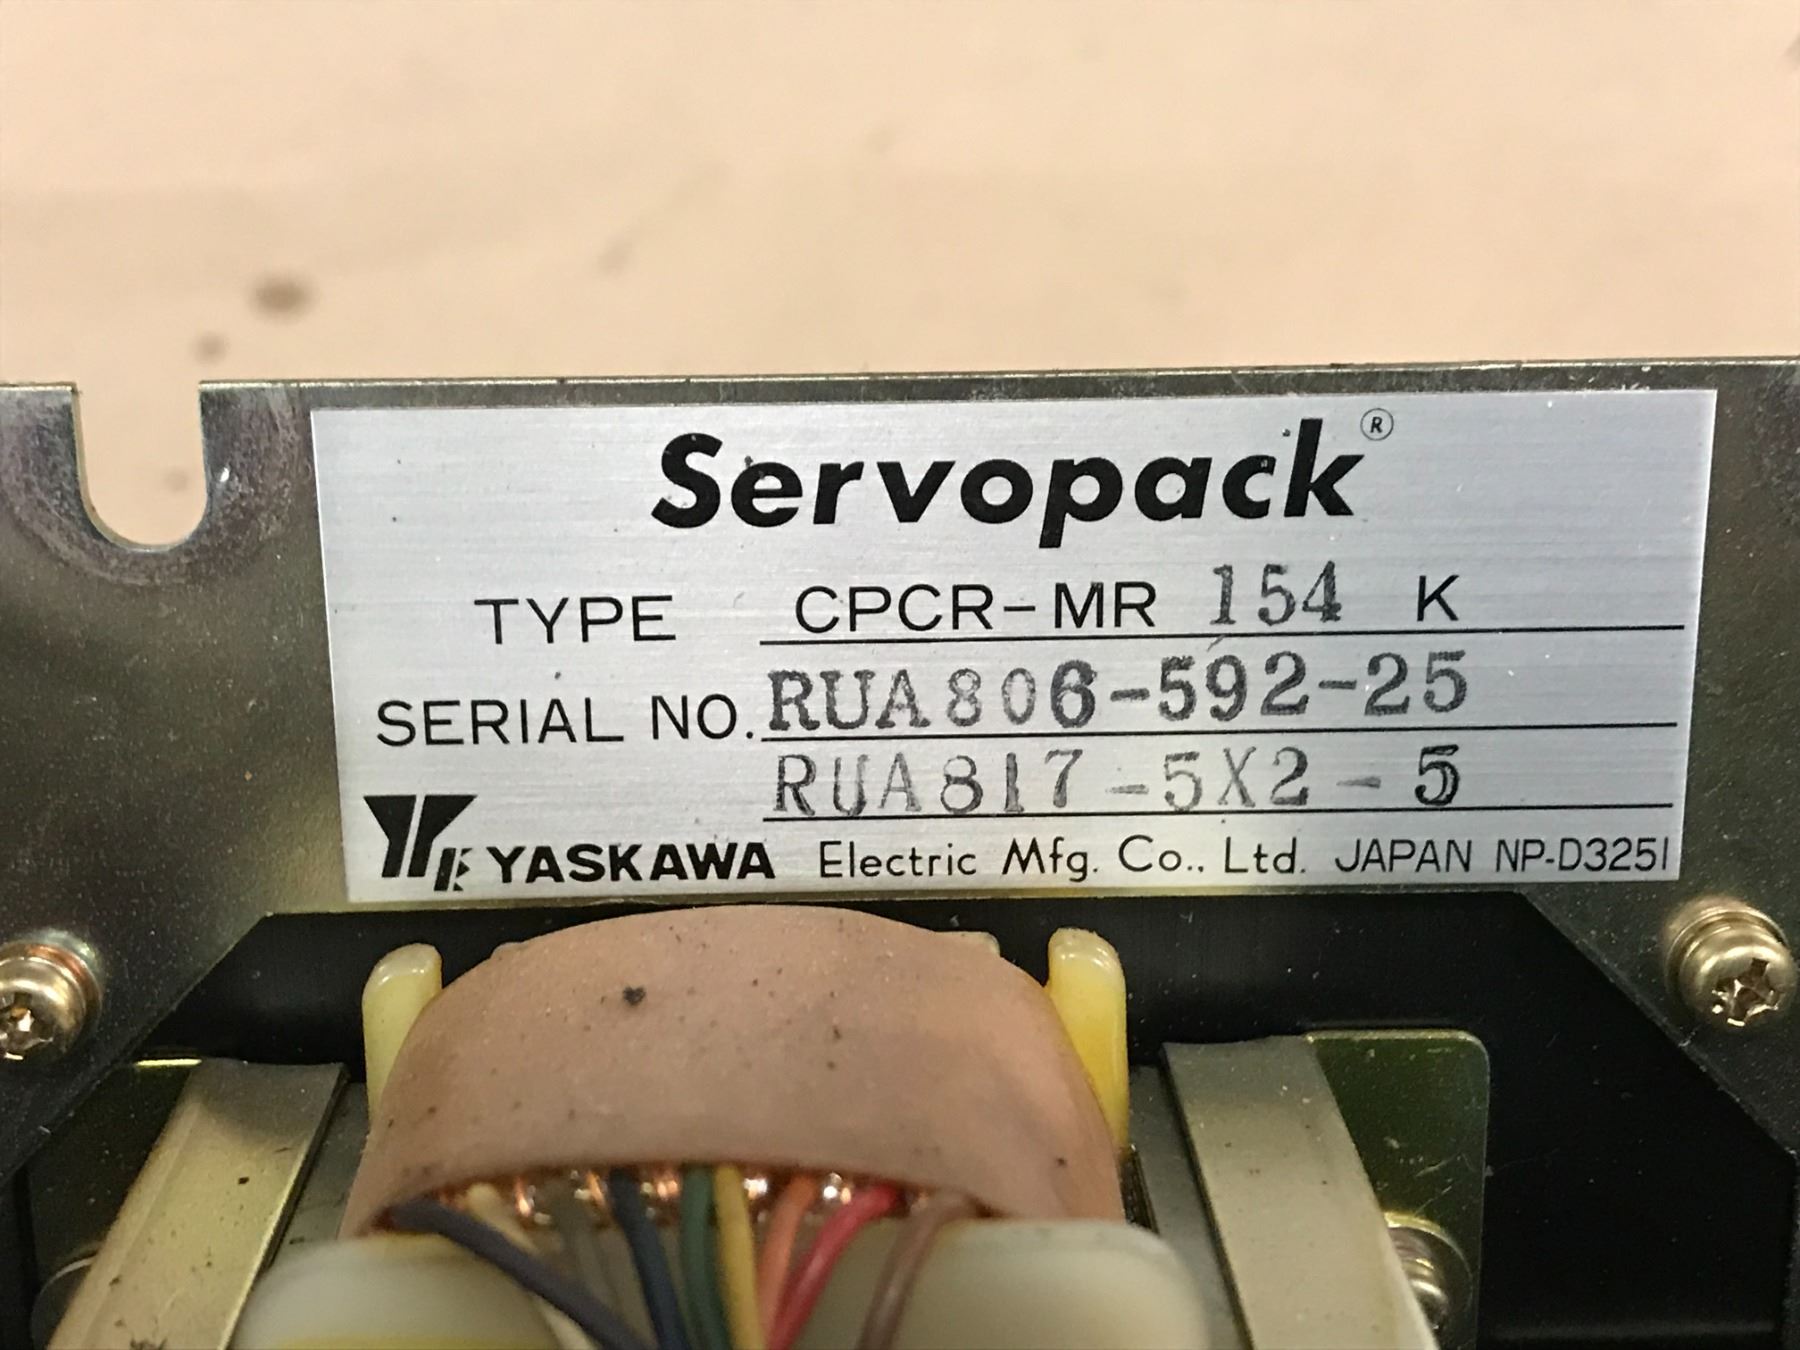 Servopack ®
TYPE CPCR-MR 154 K
SERIAL NO. RUA806-592-25
RUA817-5X2-5
YASKAWA Electric Mfg. Co., Ltd. JAPAN NP-D3251